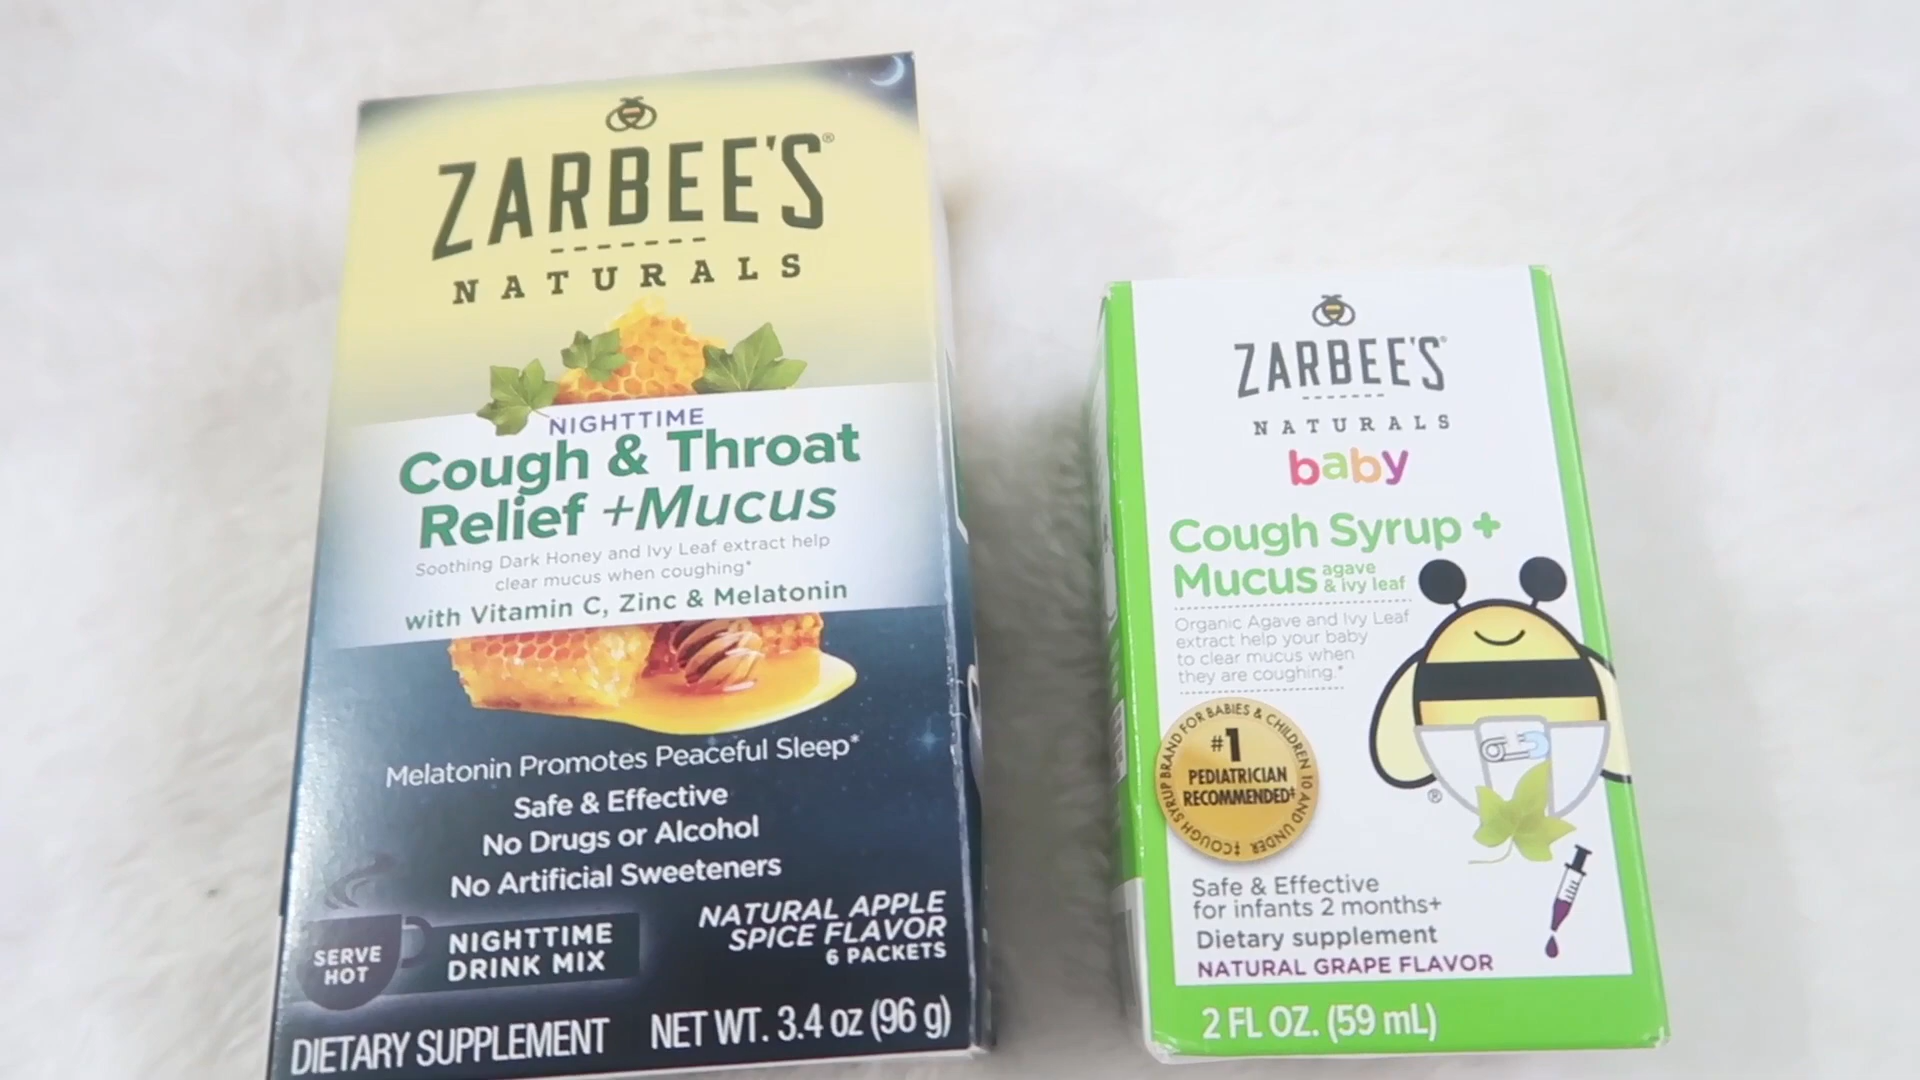 ZARBEE'S®
NATURALS
NIGHTTIME
Cough & Throat
Relief +Mucus
Soothing Dark Honey and Ivy Leaf extract help
clear mucus when coughing*
with Vitamin C, Zinc & Melatonin
Melatonin Promotes Peaceful Sleep*
Safe & Effective
No Drugs or Alcohol
No Artificial Sweeteners
NATURAL APPLE
SPICE FLAVOR
6 PACKETS
SERVE
HOT
NIGHTTIME
DRINK MIX
DIETARY SUPPLEMENT NET WT. 3.4 oz (96 g)
ZARBEE'S®
NATURALS
baby
Cough Syrup +
Mucus agave
& ivy leaf
Organic Agave and Ivy Leaf
extract help your baby
to clear mucus when
they are coughing.*
#1
PEDIATRICIAN
RECOMMENDED‡
‡COUGH SYRUP BRAND FOR BABIES & CHILDREN 10 AND UNDER
®
Safe & Effective
for infants 2 months+
Dietary supplement
NATURAL GRAPE FLAVOR
2 FL OZ. (59 mL)